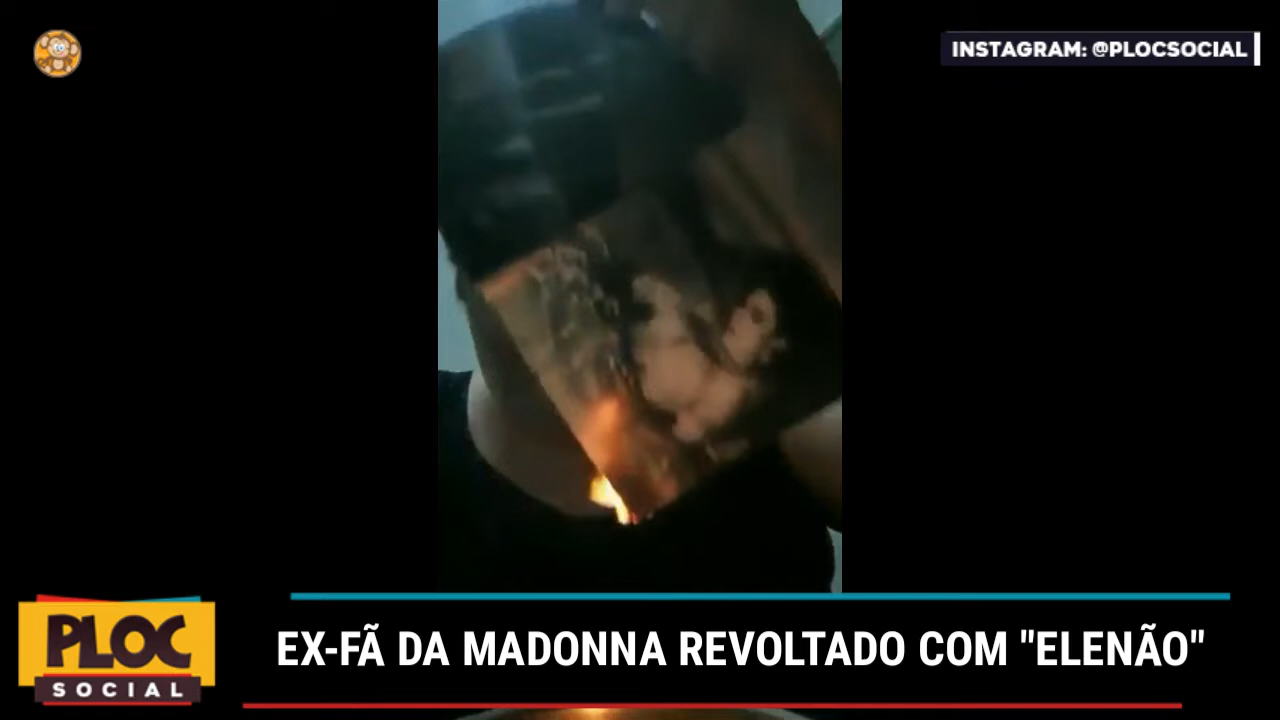 INSTAGRAM: @PLOCSOCIAL
PLOC
SOCIAL
EX-FÃ DA MADONNA REVOLTADO COM "ELENÃO"